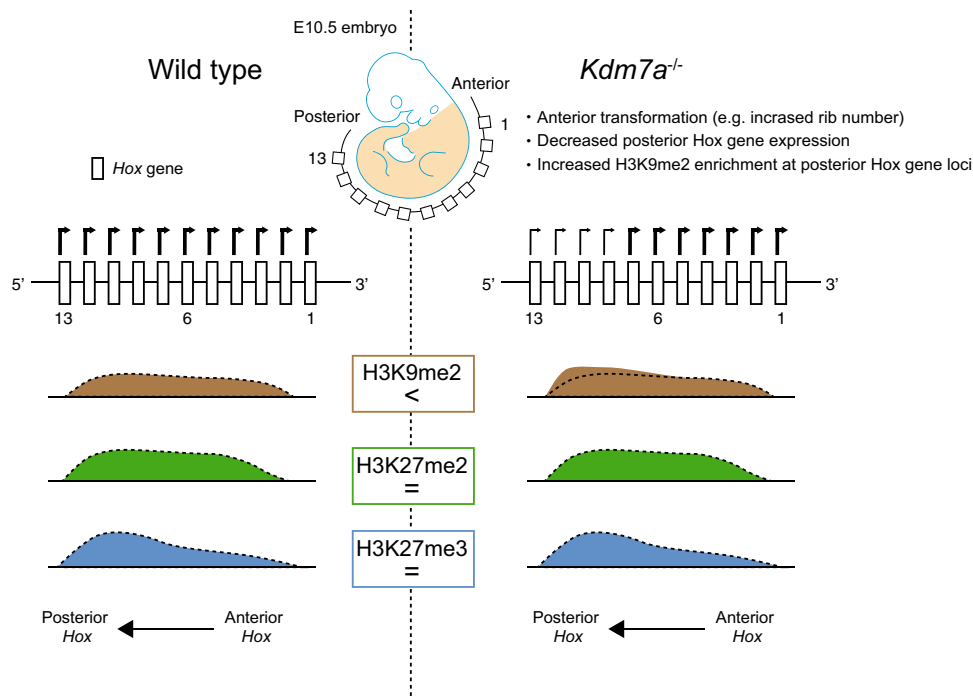 E10.5 embryo
Wild type
Kdm7a-/-
Anterior
Posterior
1
13
Hox gene
・Anterior transformation (e.g. incrased rib number)
・Decreased posterior Hox gene expression
・Increased H3K9me2 enrichment at posterior Hox gene loci
5’ 3’
13 6 1
5’ 3’
13 6 1
H3K9me2
<
H3K27me2
=
H3K27me3
=
Posterior Hox
Anterior Hox
Posterior Hox
Anterior Hox